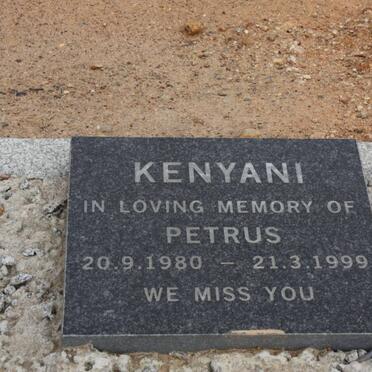 KENYANI
IN LOVING MEMORY OF
PETRUS
20.9.1980 – 21.3.1999
WE MISS YOU